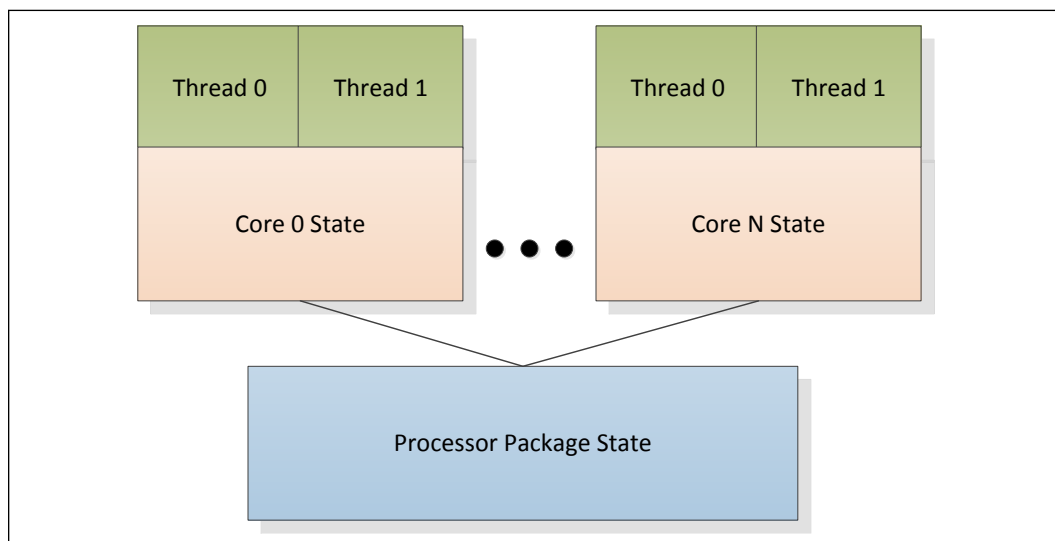 Thread 0 Thread 1 Thread 0 Thread 1
Core 0 State Core N State
Processor Package State